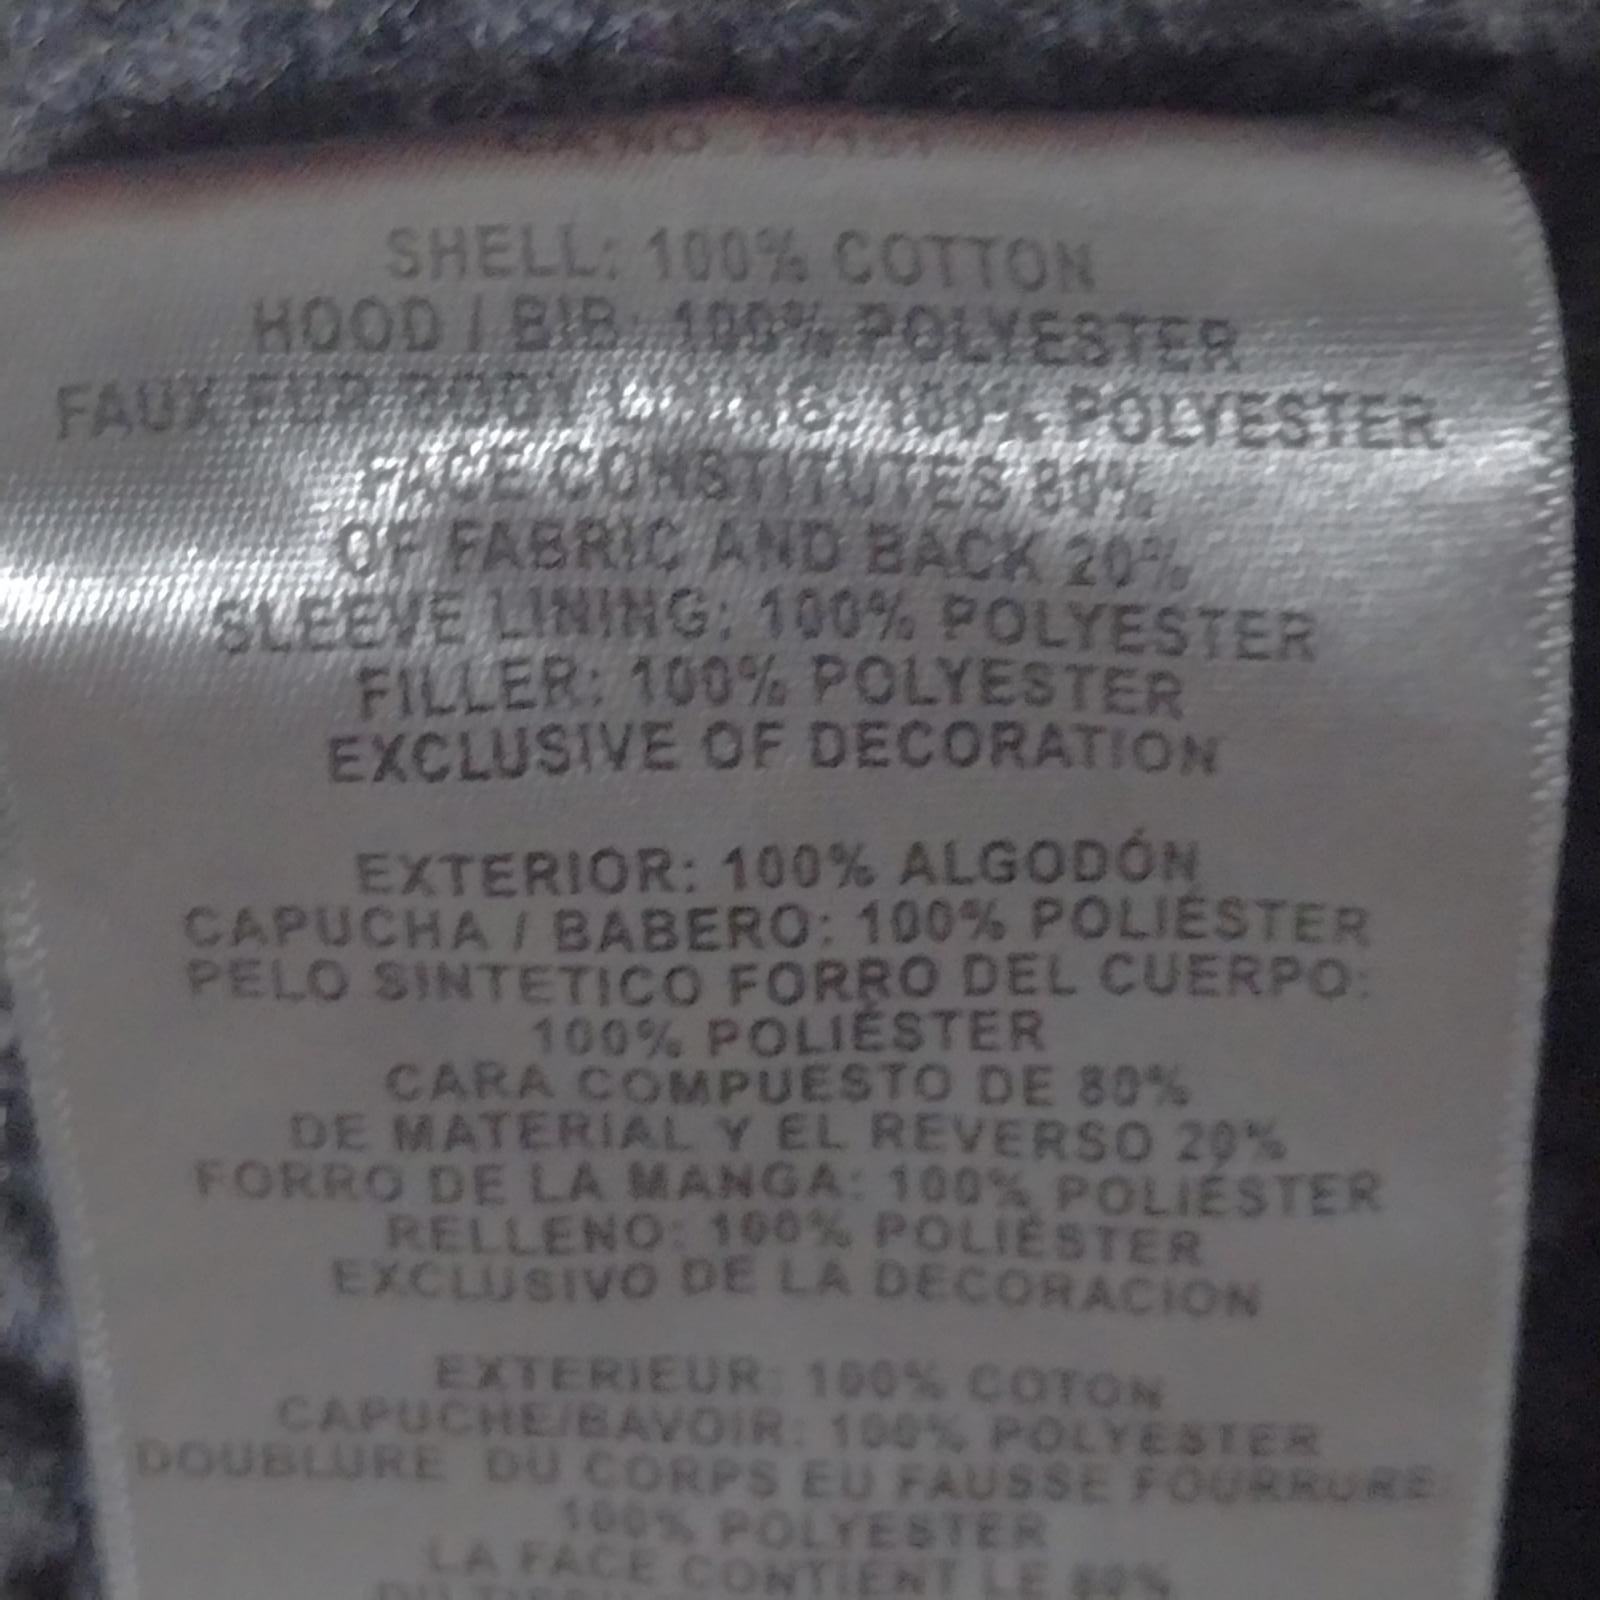 SHELL: 100% COTTON
HOOD / BIB: 100% POLYESTER
FAUX FUR BODY LINING: 100% POLYESTER
FACE CONSTITUTES 80%
OF FABRIC AND BACK 20%
SLEEVE LINING: 100% POLYESTER
FILLER: 100% POLYESTER
EXCLUSIVE OF DECORATION
EXTERIOR: 100% ALGODÓN
CAPUCHA / BABERO: 100% POLIÉSTER
PELO SINTETICO FORRO DEL CUERPO:
100% POLIÉSTER
CARA COMPUESTO DE 80%
DE MATERIAL Y EL REVERSO 20%
FORRO DE LA MANGA: 100% POLIÉSTER
RELLENO: 100% POLIÉSTER
EXCLUSIVO DE LA DECORACION
EXTERIEUR: 100% COTON
CAPUCHE/BAVOIR: 100% POLYESTER
DOUBLURE DU CORPS EU FAUSSE FOURRURE
100% POLYESTER
LA FACE CONTIENT LE 80%